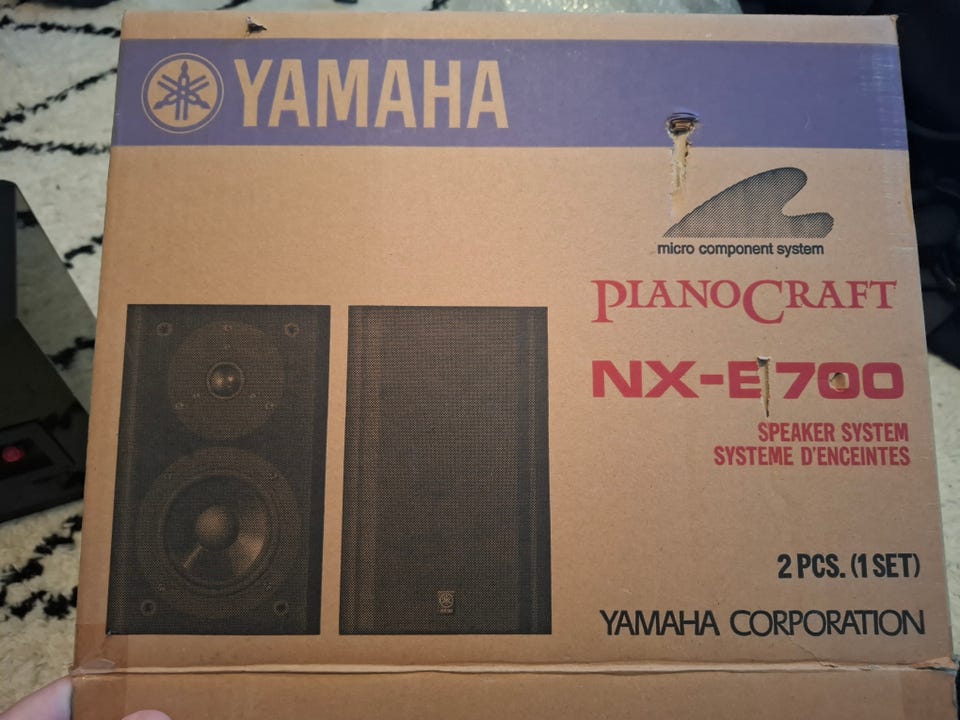 YAMAHA
micro component system
PIANOCRAFT
NX-E700
SPEAKER SYSTEM
SYSTEME D'ENCEINTES
2 PCS. (1 SET)
YAMAHA CORPORATION